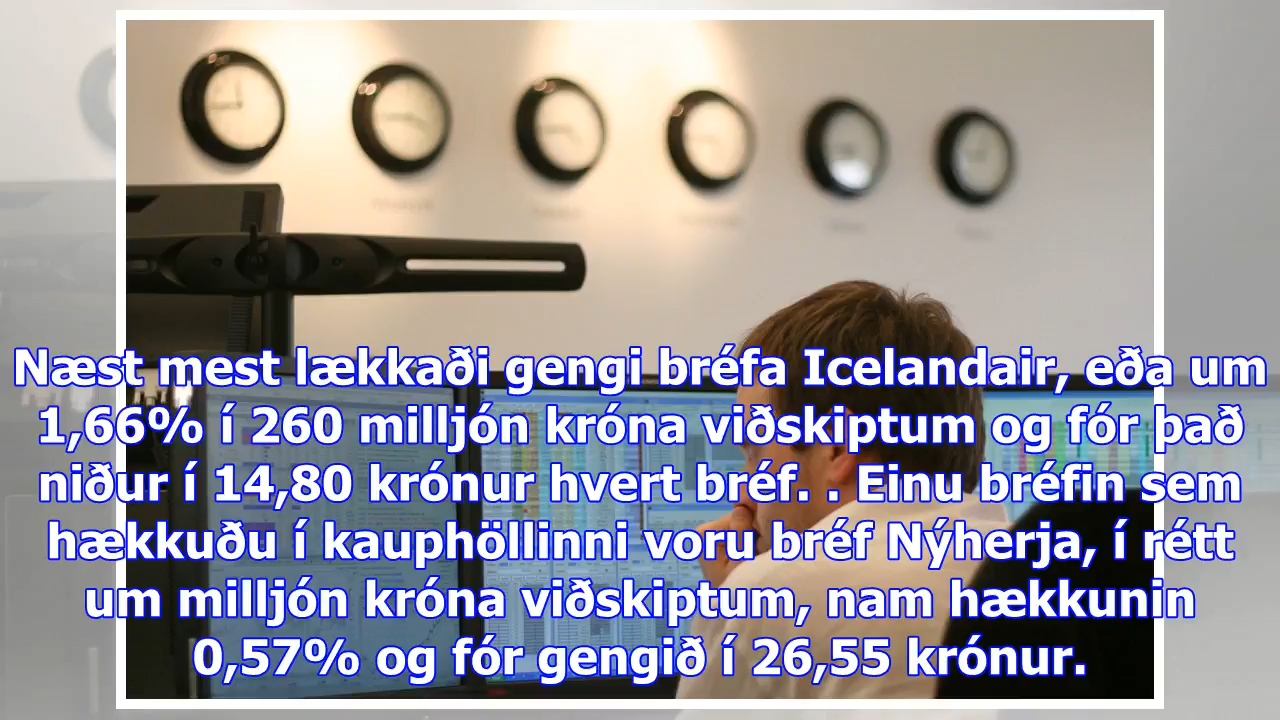 Næst mest lækkaði gengi bréfa Icelandair, eða um
1,66% í 260 milljón króna viðskiptum og fór það
niður í 14,80 krónur hvert bréf. . Einu bréfin sem
hækkuðu í kauphöllinni voru bréf Nýherja, í rétt
um milljón króna viðskiptum, nam hækkunin
0,57% og fór gengið í 26,55 krónur.